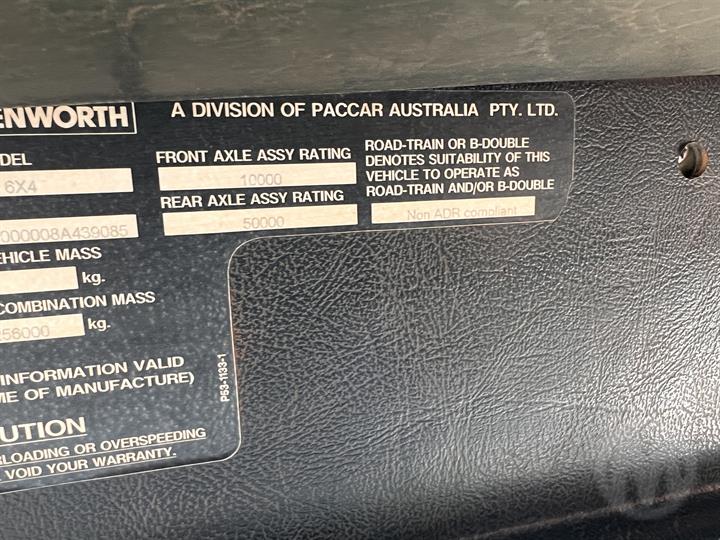 ENWORTH
A DIVISION OF PACCAR AUSTRALIA PTY. LTD.
DEL
6X4
FRONT AXLE ASSY RATING
10000
REAR AXLE ASSY RATING
50000
ROAD-TRAIN OR B-DOUBLE
DENOTES SUITABILITY OF THIS
VEHICLE TO OPERATE AS
ROAD-TRAIN AND/OR B-DOUBLE
Non ADR compliant
000008A439085
EHICLE MASS
kg.
COMBINATION MASS
256000 kg.
INFORMATION VALID
ME OF MANUFACTURE)
UTION
RLOADING OR OVERSPEEDING
VOID YOUR WARRANTY.
P53-1133-1